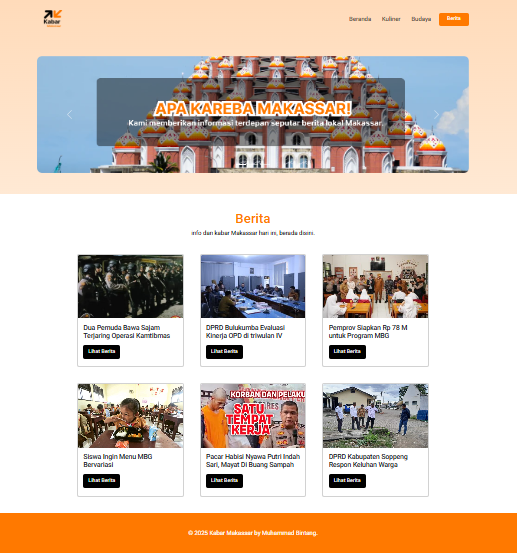 Kabar
Beranda Kuliner Budaya Berita
APA KAREBA MAKASSAR!
Kami memberikan informasi terdepan seputar berita lokal Makassar.
Berita
info dan kabar Makassar hari ini, berada disini.
Dua Pemuda Bawa Sajam
Terjaring Operasi Kamtibmas
Lihat Berita
DPRD Bulukumba Evaluasi
Kinerja OPD di triwulan IV
Lihat Berita
Pemprov Siapkan Rp 78 M
untuk Program MBG
Lihat Berita
Siswa Ingin Menu MBG
Bervariasi
Lihat Berita
KORBAN DAN PELAKU
SATU
TEMPAT
KERJA
Pacar Habisi Nyawa Putri Indah
Sari, Mayat Di Buang Sampah
Lihat Berita
DPRD Kabupaten Soppeng
Respon Keluhan Warga
Lihat Berita
© 2025 Kabar Makassar by Muhammad Bintang.